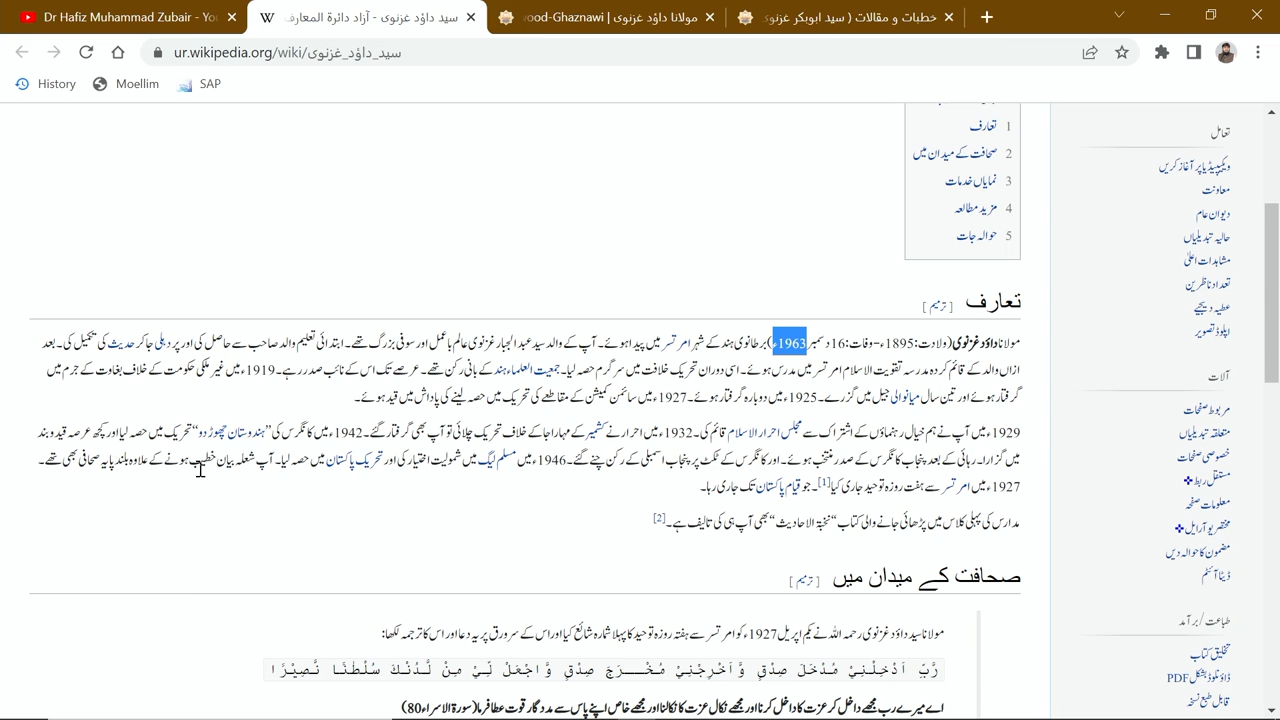 Dr Hafiz Muhammad Zubair - You
سید داؤد غزنوی - آزاد دائرۃ المعارف
مولانا داؤد غزنوی | wood-Ghaznawi
خطبات و مقالات ( سید ابوبکر غزنوی
ur.wikipedia.org/wiki/سید_داؤد_غزنوی
History
Moellim
SAP
1 تعارف
2 صحافت کے میدان میں
3 نمایاں خدمات
4 مزید مطالعہ
5 حوالہ جات
تعارف [ ترمیم ]
مولانا داؤد غزنوی (ولادت: 1895ء–وفات: 16 دسمبر 1963ء) برطانوی ہند کے شہر امرتسر میں پیدا ہوئے۔ آپ کے والد سید عبد الجبار غزنوی عالم باعمل اور صوفی بزرگ تھے۔ ابتدائی تعلیم والد صاحب سے حاصل کی اور پر دہلی جا کر حدیث کی تکمیل کی۔ بعد
ازاں والد کے قائم کردہ مدرسہ تقویت الاسلام امرتسر میں مدرس ہوئے۔ اسی دوران تحریک خلافت میں سرگرم حصہ لیا۔ جمعیت العلماء ہند کے بانی رکن تھے۔ عرصے تک اس کے نائب صدر رہے۔ 1919ء میں غیر ملکی حکومت کے خلاف بغاوت کے جرم میں
گرفتار ہوئے اور تین سال میانوالی جیل میں گزرے۔ 1925ء میں دوبارہ گرفتار ہوئے۔ 1927ء میں سائمن کمیشن کے مقاطعے کی تحریک میں حصہ لینے کی پاداش میں قید ہوئے۔
1929ء میں آپ نے ہم خیال رہنماؤں کے اشتراک سے مجلس احرار الاسلام قائم کی۔ 1932ء میں احرار نے کشمیر کے مہاراجا کے خلاف تحریک چلائی تو آپ بھی گرفتار گئے۔ 1942ء میں کانگرس کی ”ہندوستان چھوڑ دو“ تحریک میں حصہ لیا اور کچھ عرصہ قید و بند
میں گزارا۔ رہائی کے بعد پنجاب کانگرس کے صدر منتخب ہوئے۔ اور کانگرس کے ٹکٹ پر پنجاب اسمبلی کے رکن چنے گئے۔ 1946ء میں مسلم لیگ میں شمولیت اختیار کی اور تحریک پاکستان میں حصہ لیا۔ آپ شعلہ بیان خطیب ہونے کے علاوہ بلند پایہ صحافی بھی تھے۔
1927ء میں امرتسر سے ہفت روزہ توحید جاری کیا[1]۔ جو قیام پاکستان تک جاری رہا۔
مدارس کی پہلی کلاس میں پڑھائی جانے والی کتاب “نخبۃ الاحادیث“ بھی آپ ہی کی تالیف ہے۔[2]
صحافت کے میدان میں [ ترمیم ]
مولانا سید داؤد غزنوی رحمہ اللہ نے یکم اپریل 1927ء کو امرتسر سے ہفتہ روزہ توحید کا پہلا شمارہ شائع کیا اور اس کے سرورق پر یہ دعا اور اس کا ترجمہ لکھا:
رَّبِّ اَدْخِلْنِيْ مُدْخَلَ صِدْقٍ وَّاَخْرِجْنِيْ مُخْــرَجَ صِدْقٍ وَّاجْعَلْ لِّيْ مِنْ لَّدُنْكَ سُلْطٰنًا نَّصِيْرًا
اے میرے رب مجھے داخل کر عزت کا داخل کرنا اور مجھے نکال عزت کا نکالنا اور مجھے خاص اپنے پاس سے مددگار قوت عطا فرما (سورۃ الاسراء80)
تعامل
ویکیپیڈیا پر آغاز کریں
معاونت
دیوان عام
حالیہ تبدیلیاں
مشاہدات اعلیٰ
تعداد ناظرین
عطیہ دیجیے
اپلوڈ تصویر
آلات
مربوط صفحات
متعلقہ تبدیلیاں
خصوصی صفحات
مستقل ربط
معلومات صفحہ
مختصر یو آر ایل
مضمون کا حوالہ دیں
ڈیٹا آئٹم
طباعت/برآمد
تخلیق کتاب
ڈاؤنلوڈ بشکل PDF
قابل طبع نسخہ